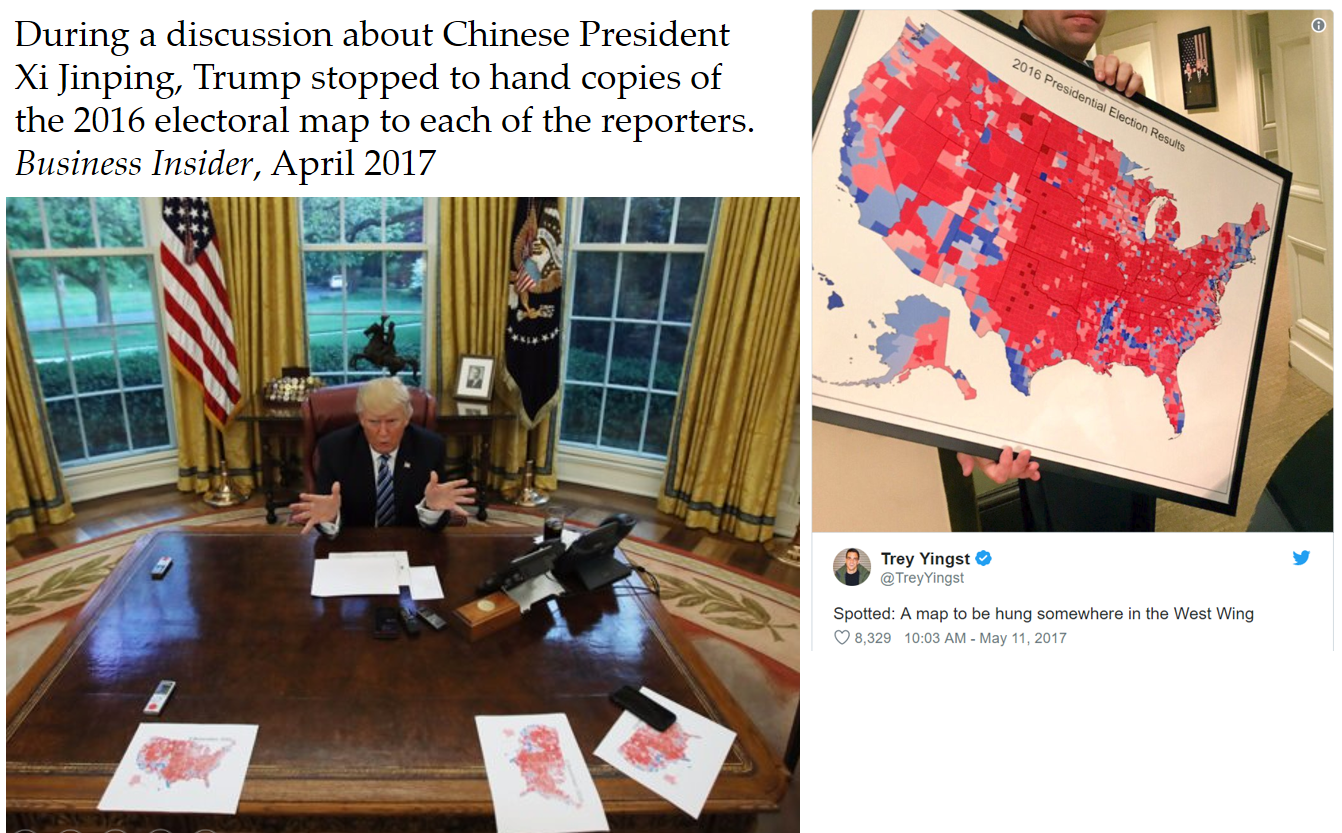 During a discussion about Chinese President
Xi Jinping, Trump stopped to hand copies of
the 2016 electoral map to each of the reporters.
Business Insider, April 2017
2016 Presidential Election Results
Trey Yingst
@TreyYingst
Spotted: A map to be hung somewhere in the West Wing
8,329 10:03 AM - May 11, 2017